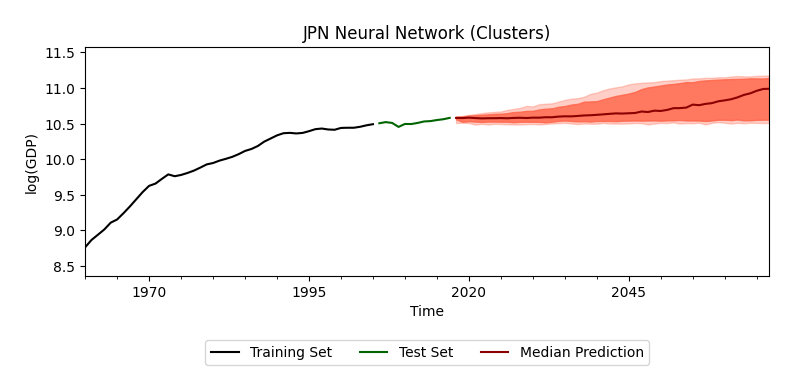 JPN Neural Network (Clusters)
11.5
11.0
10.5
10.0
9.5
9.0
8.5
log(GDP)
1970 1995 2020 2045
Time
Training Set Test Set Median Prediction